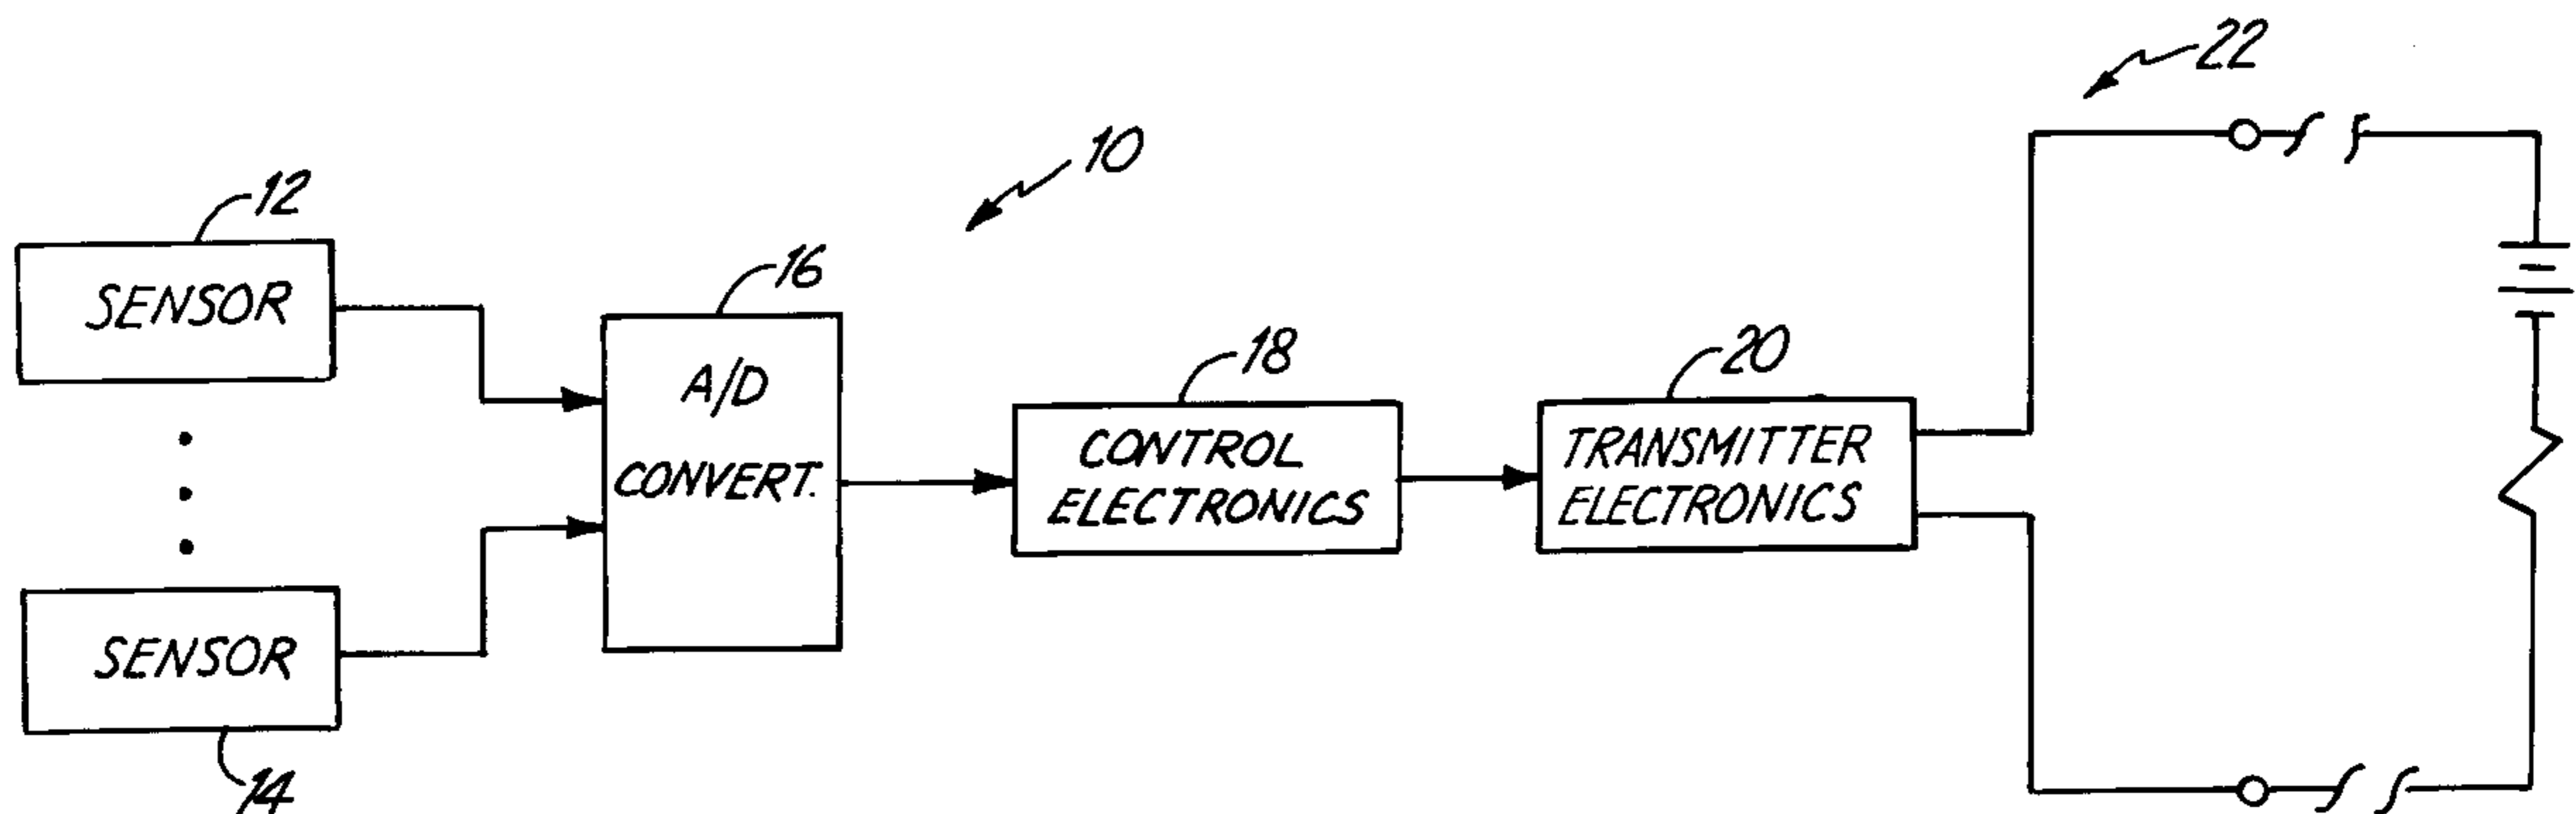 22
10
12
SENSOR
16
A/D
CONVERT.
18
CONTROL
ELECTRONICS
20
TRANSMITTER
ELECTRONICS
SENSOR
14